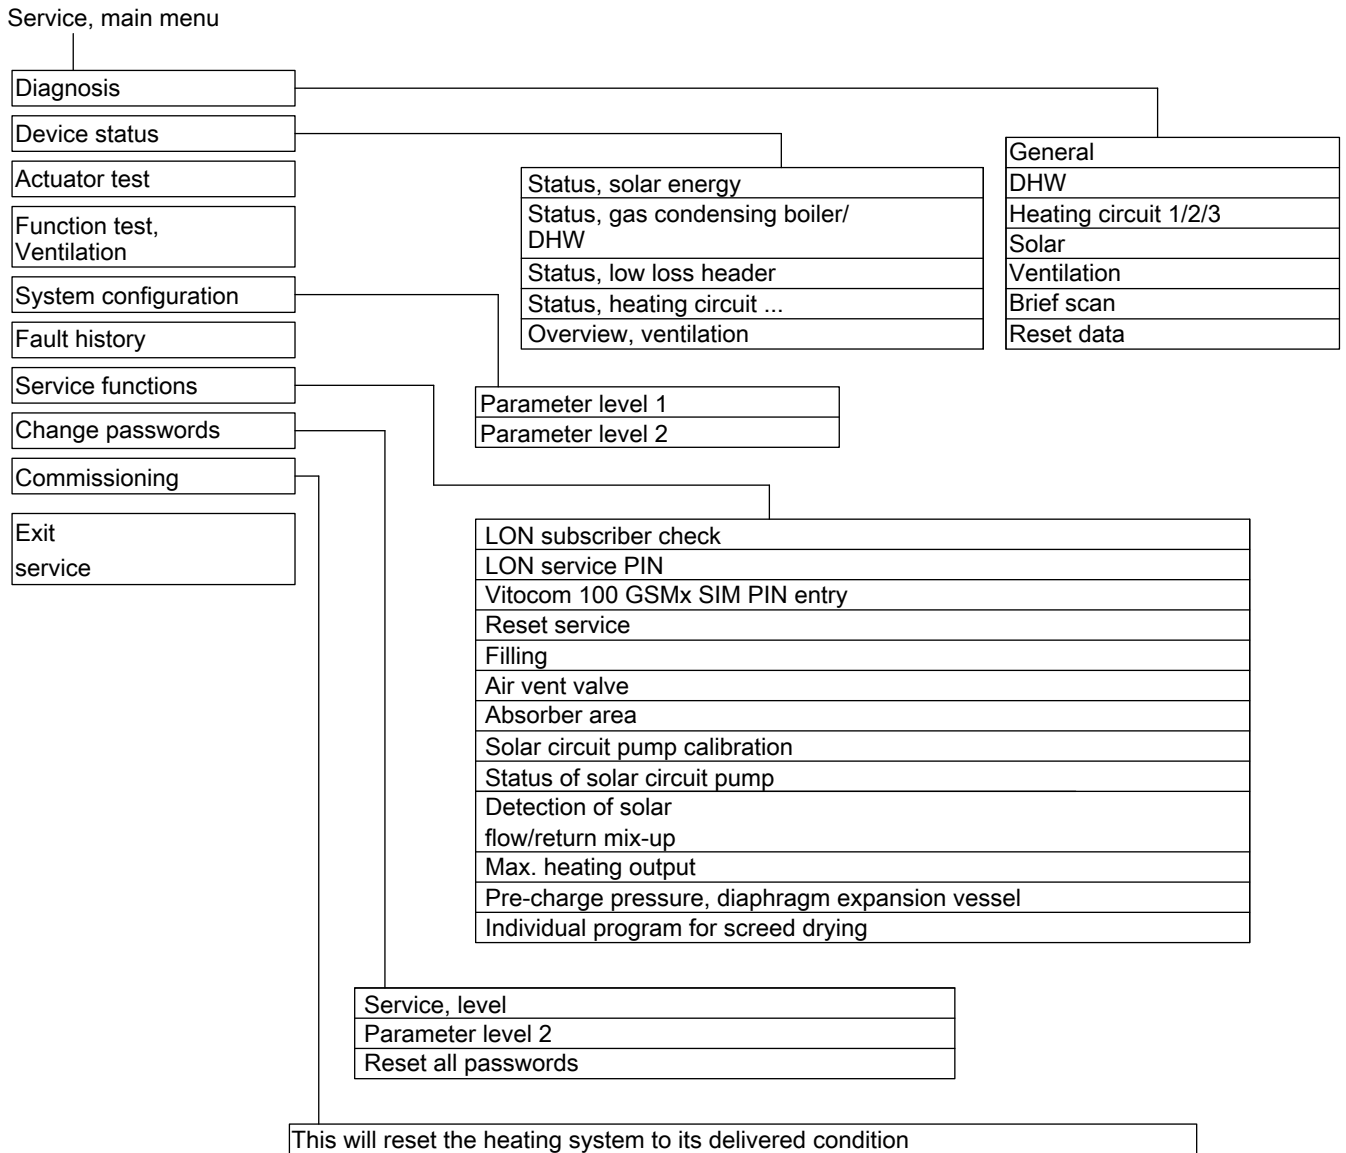 Service, main menu
Diagnosis
Device status
Actuator test
Function test,
Ventilation
System configuration
Fault history
Service functions
Change passwords
Commissioning
Exit
service
General
DHW
Heating circuit 1/2/3
Solar
Ventilation
Brief scan
Reset data
Status, solar energy
Status, gas condensing boiler/
DHW
Status, low loss header
Status, heating circuit ...
Overview, ventilation
Parameter level 1
Parameter level 2
LON subscriber check
LON service PIN
Vitocom 100 GSMx SIM PIN entry
Reset service
Filling
Air vent valve
Absorber area
Solar circuit pump calibration
Status of solar circuit pump
Detection of solar
flow/return mix-up
Max. heating output
Pre-charge pressure, diaphragm expansion vessel
Individual program for screed drying
Service, level
Parameter level 2
Reset all passwords
This will reset the heating system to its delivered condition